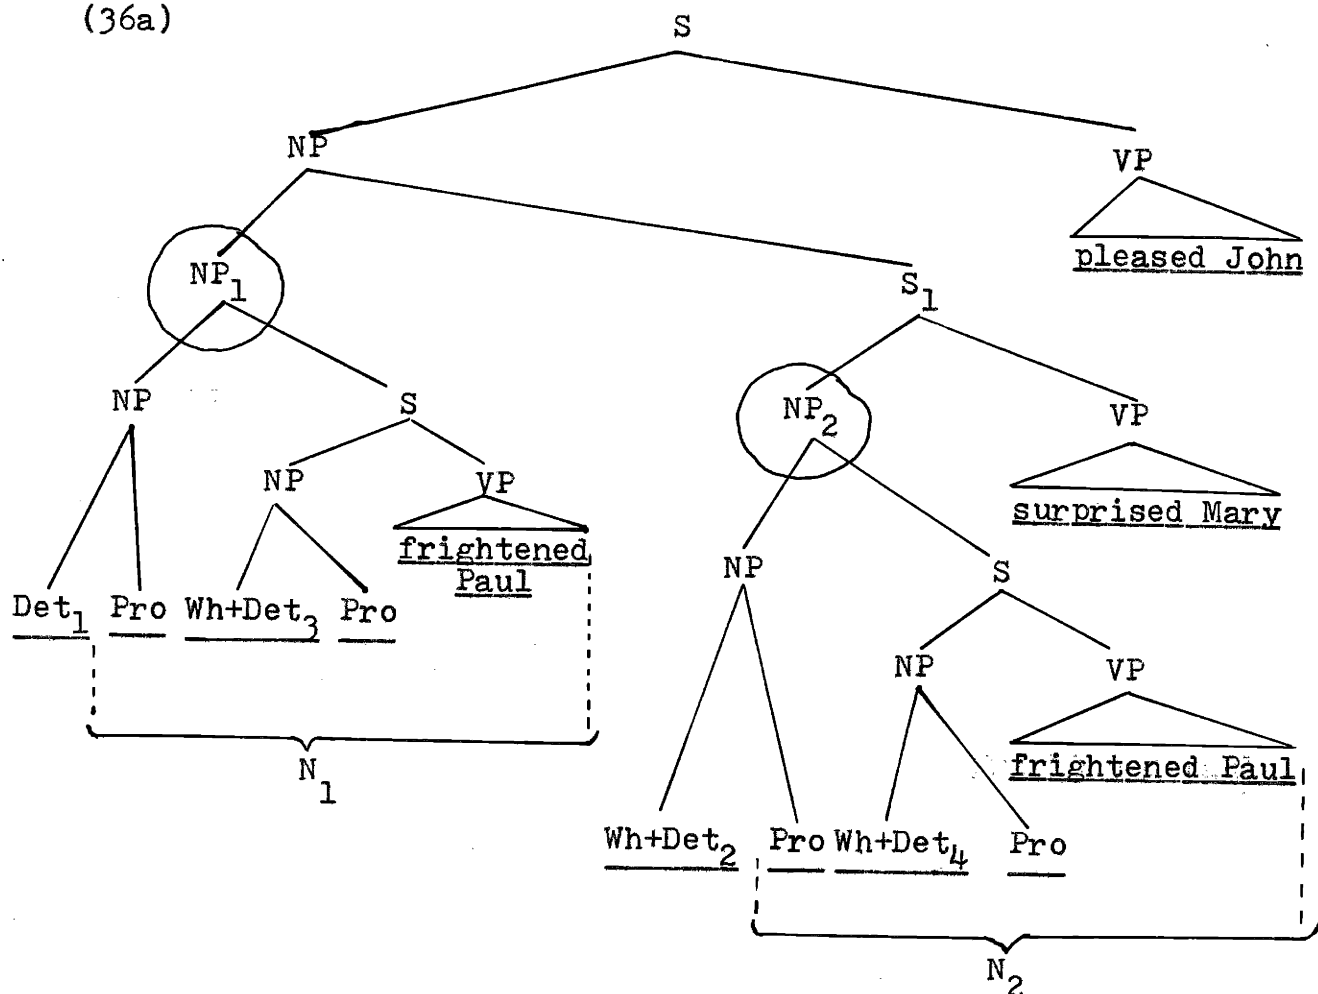 (36a)
S
NP
VP
pleased John
NP₁
S₁
NP
S
NP₂
VP
surprised Mary
NP
VP
frightened
Paul
NP
S
Det₁ Pro Wh+Det₃ Pro
NP
VP
frightened Paul
N₁
Wh+Det₂ Pro Wh+Det₄ Pro
N₂